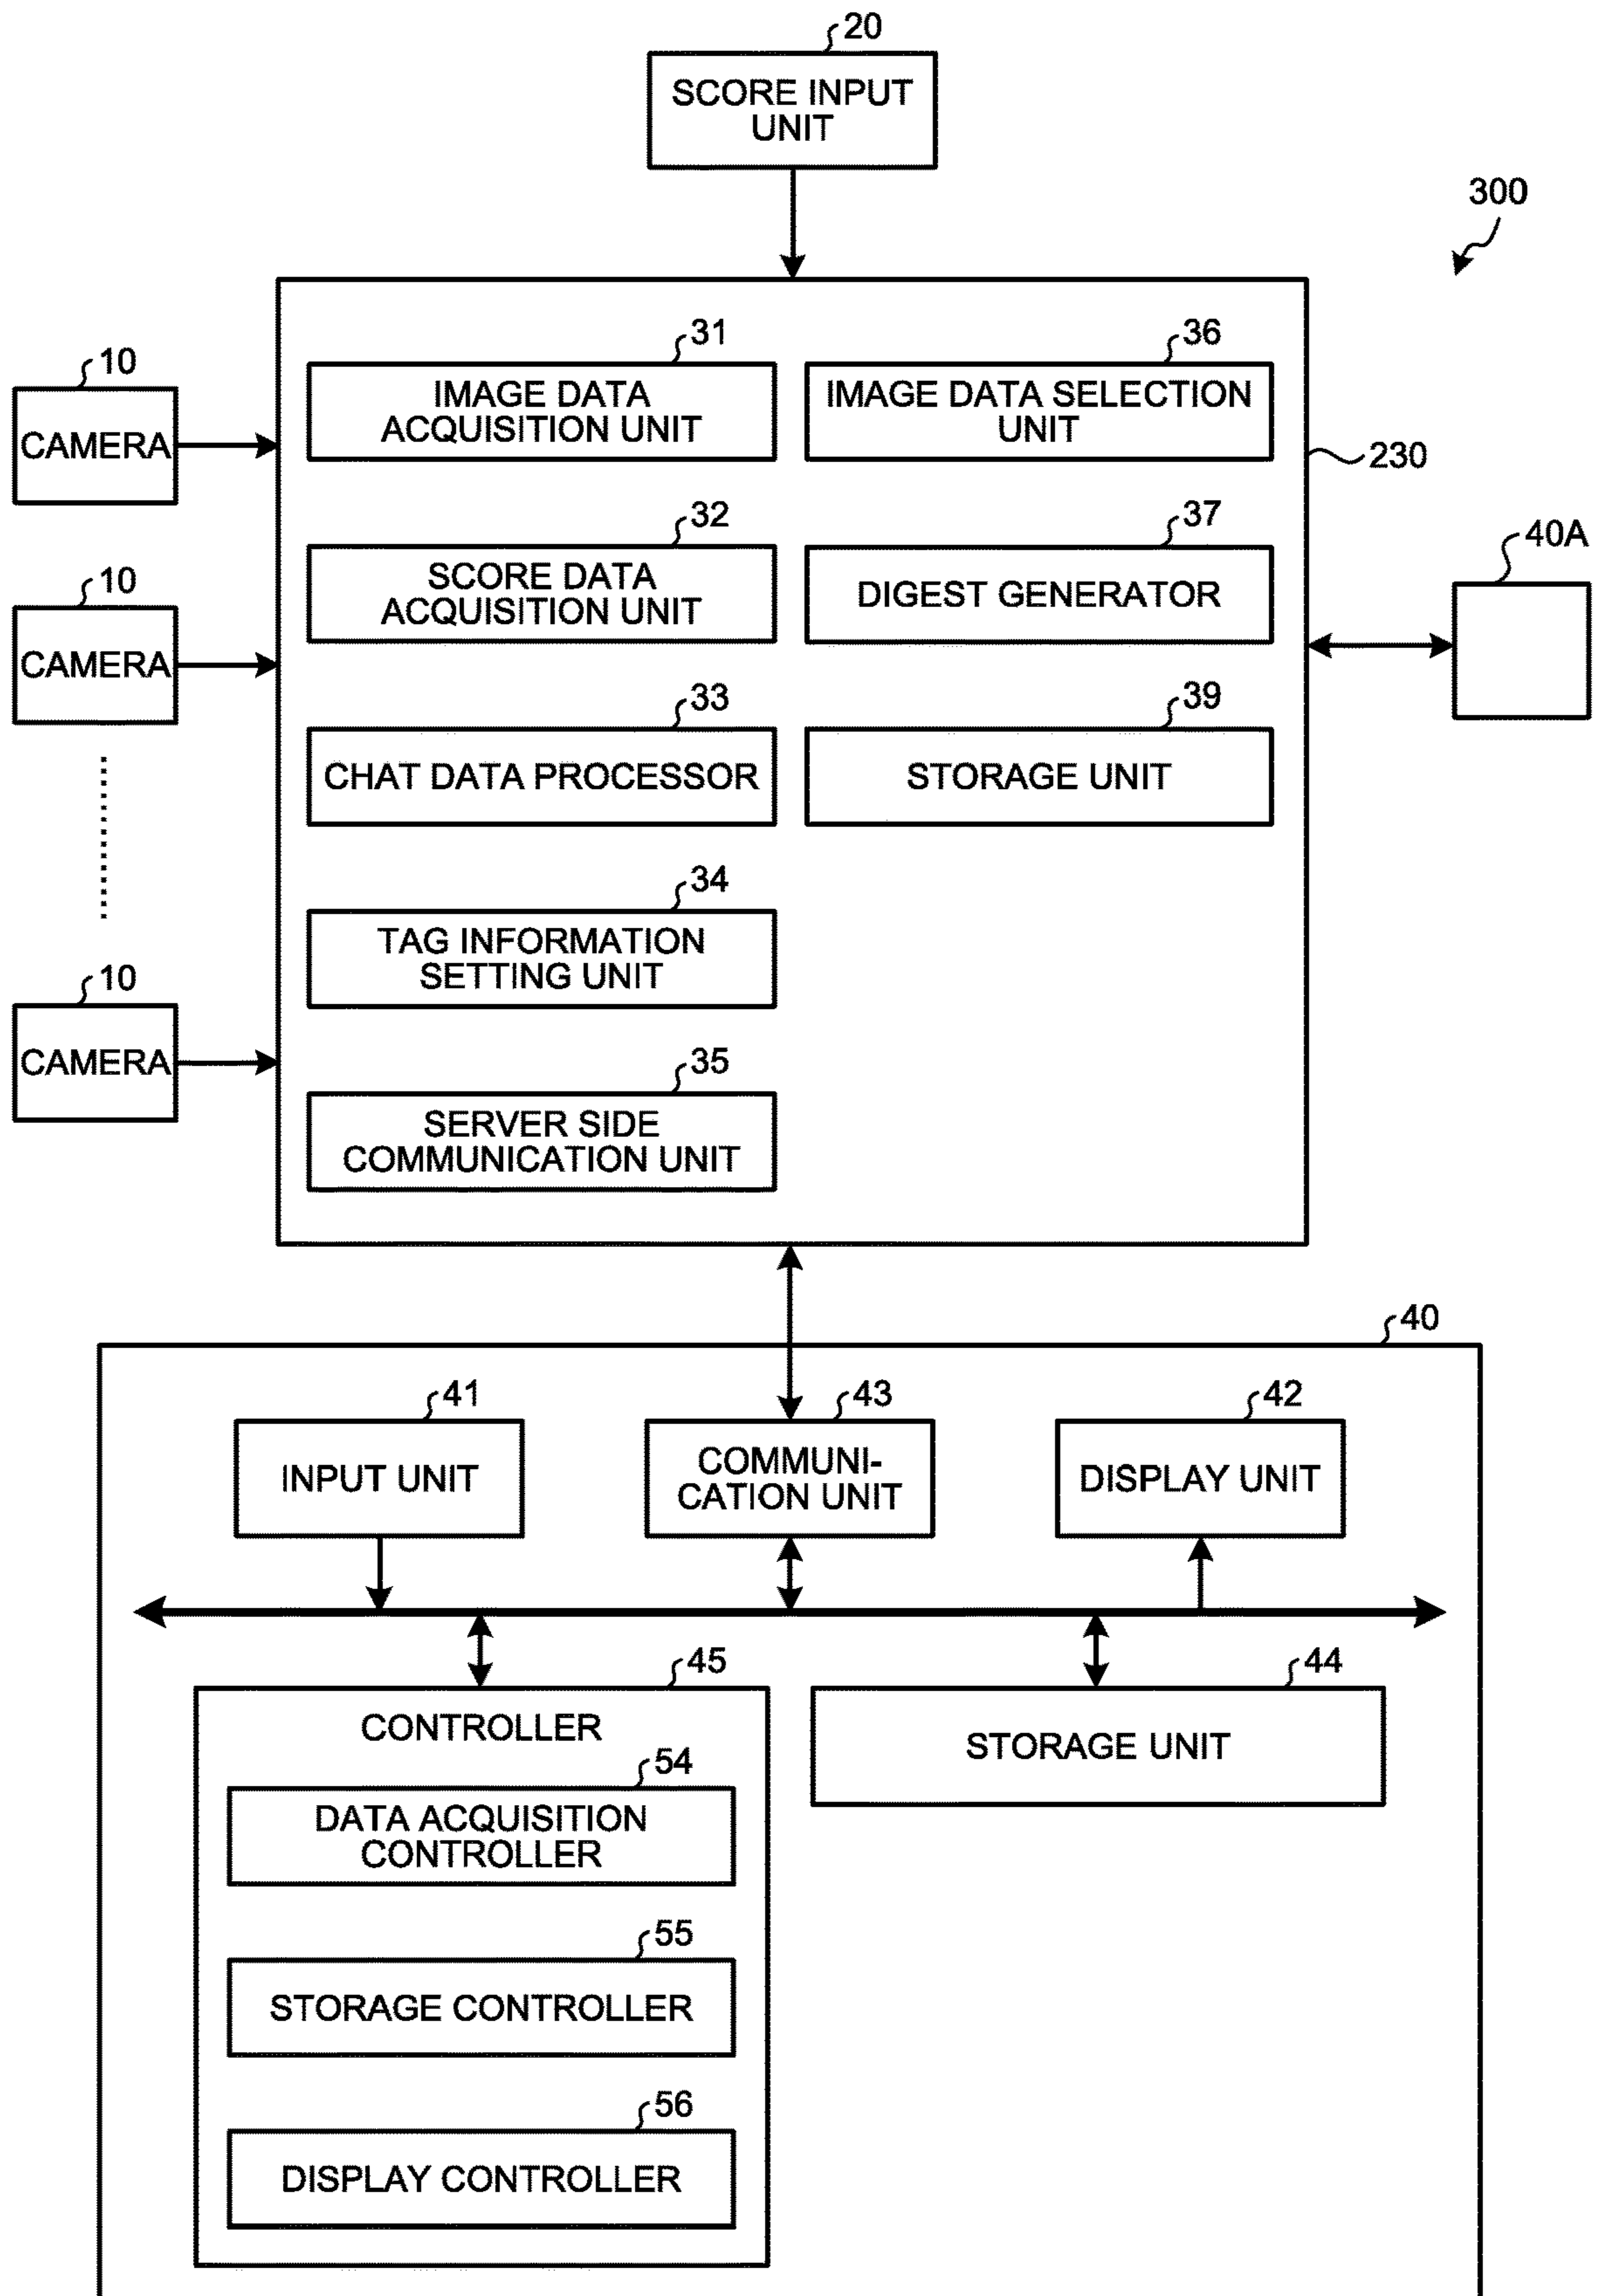 20
SCORE INPUT
UNIT
300
10
CAMERA
10
CAMERA
10
CAMERA
31
IMAGE DATA
ACQUISITION UNIT
36
IMAGE DATA SELECTION
UNIT
230
32
SCORE DATA
ACQUISITION UNIT
37
DIGEST GENERATOR
40A
33
CHAT DATA PROCESSOR
39
STORAGE UNIT
34
TAG INFORMATION
SETTING UNIT
35
SERVER SIDE
COMMUNICATION UNIT
40
41
INPUT UNIT
43
COMMUNI-
CATION UNIT
42
DISPLAY UNIT
45
CONTROLLER
44
STORAGE UNIT
54
DATA ACQUISITION
CONTROLLER
55
STORAGE CONTROLLER
56
DISPLAY CONTROLLER